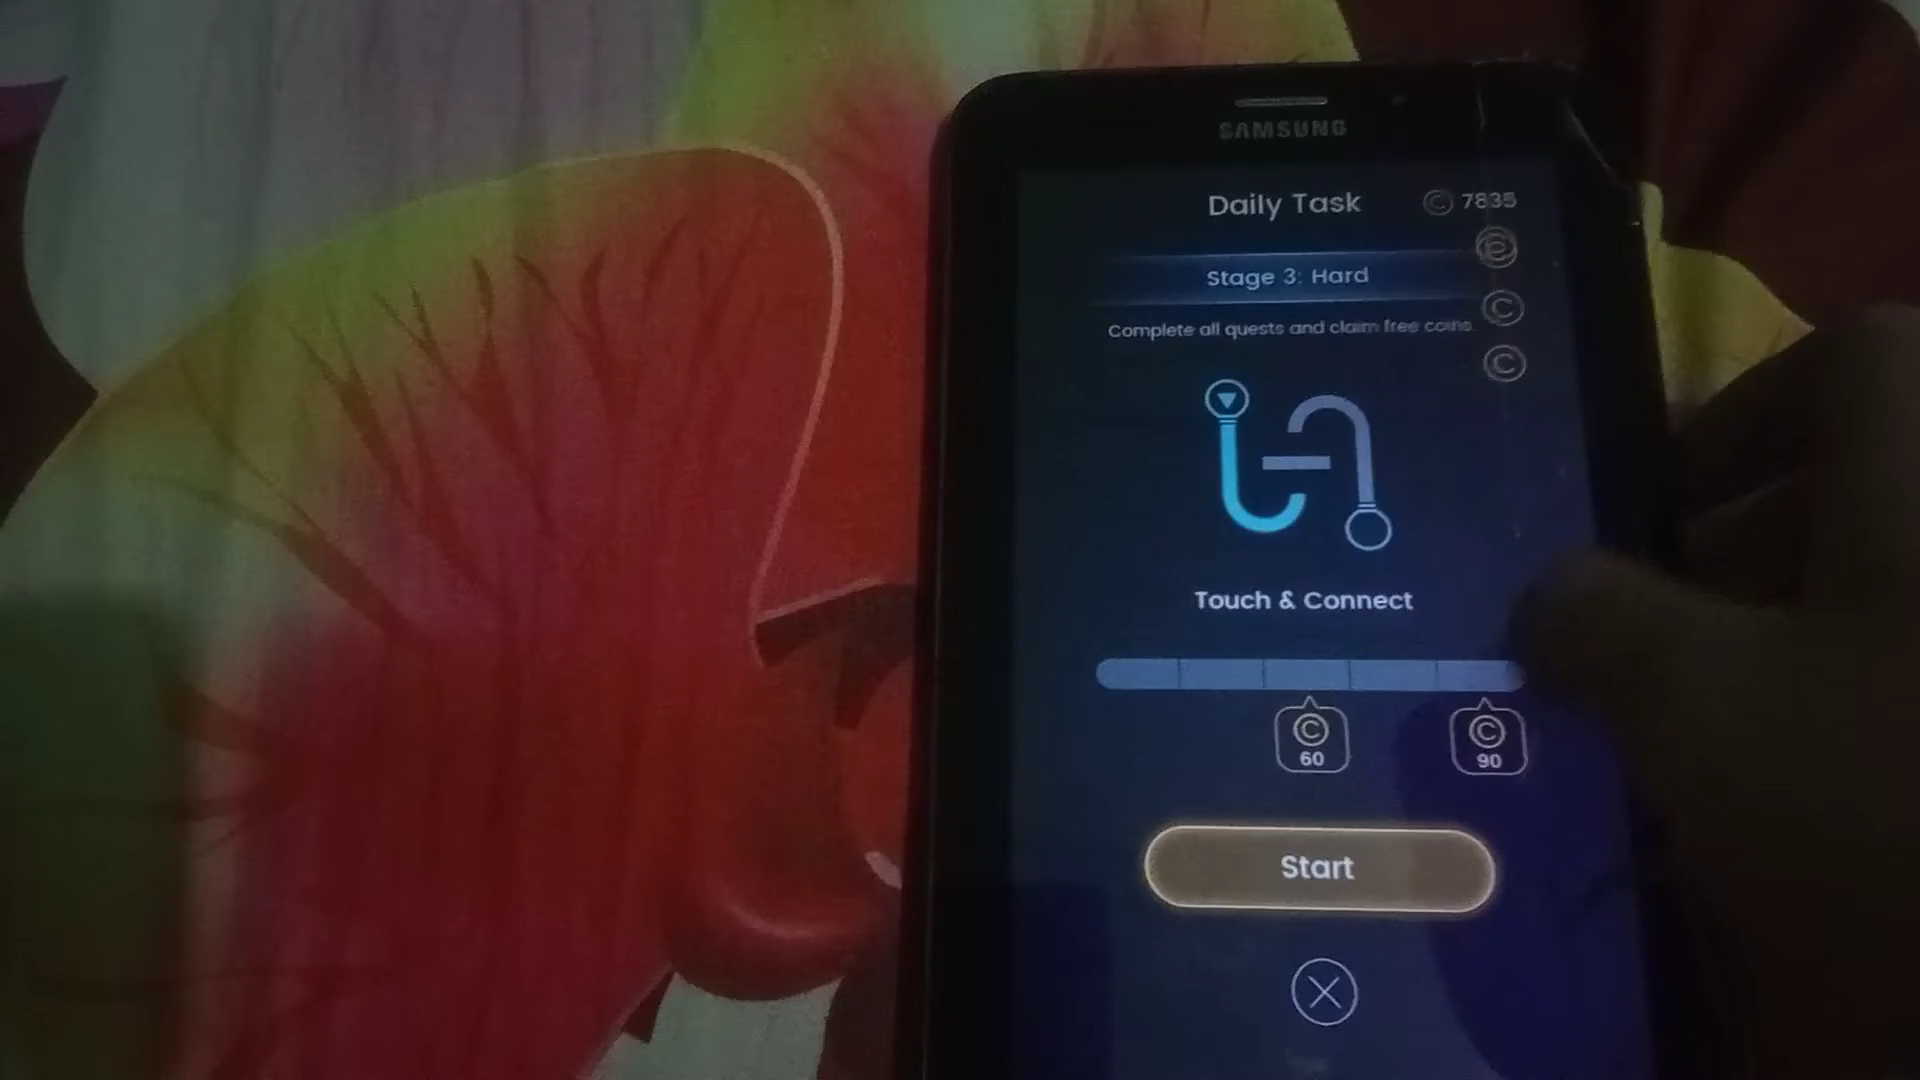 SAMSUNG
Daily Task
© 7835
Stage 3: Hard
Complete all quests and claim free coins.
Touch & Connect
© 60
© 90
Start